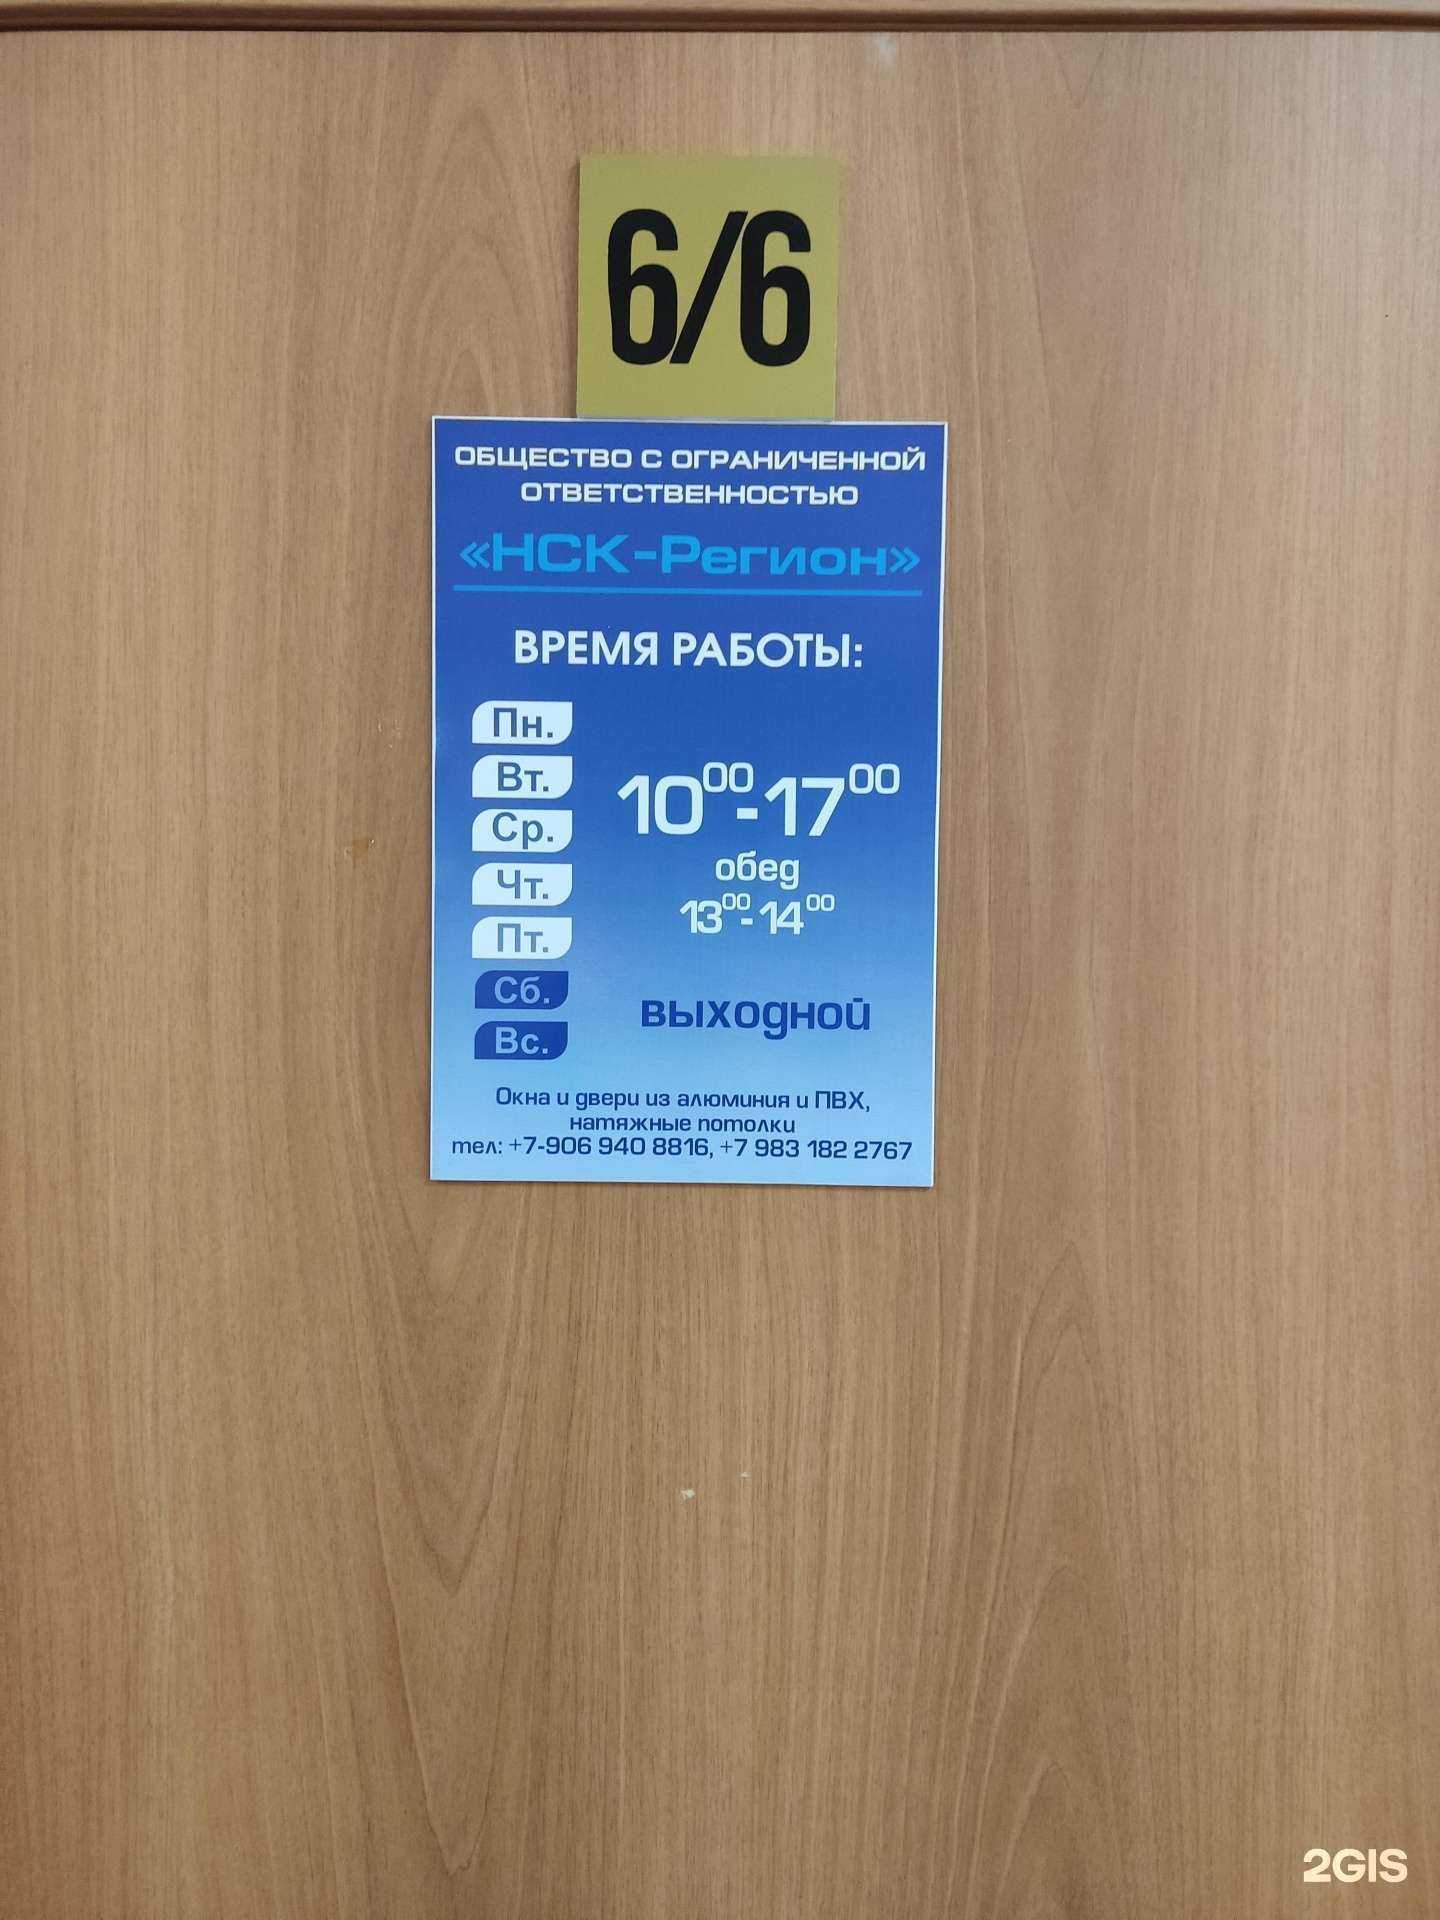 6/6
ОБЩЕСТВО С ОГРАНИЧЕННОЙ
ОТВЕТСТВЕННОСТЬЮ
«НСК-Регион»
ВРЕМЯ РАБОТЫ:
Пн.
Вт.
Ср.
Чт.
Пт.
10⁰⁰-17⁰⁰
обед
13⁰⁰-14⁰⁰
Сб.
Вс.
выходной
Окна и двери из алюминия и ПВХ,
натяжные потолки
тел: +7-906 940 8816, +7 983 182 2767
2GIS